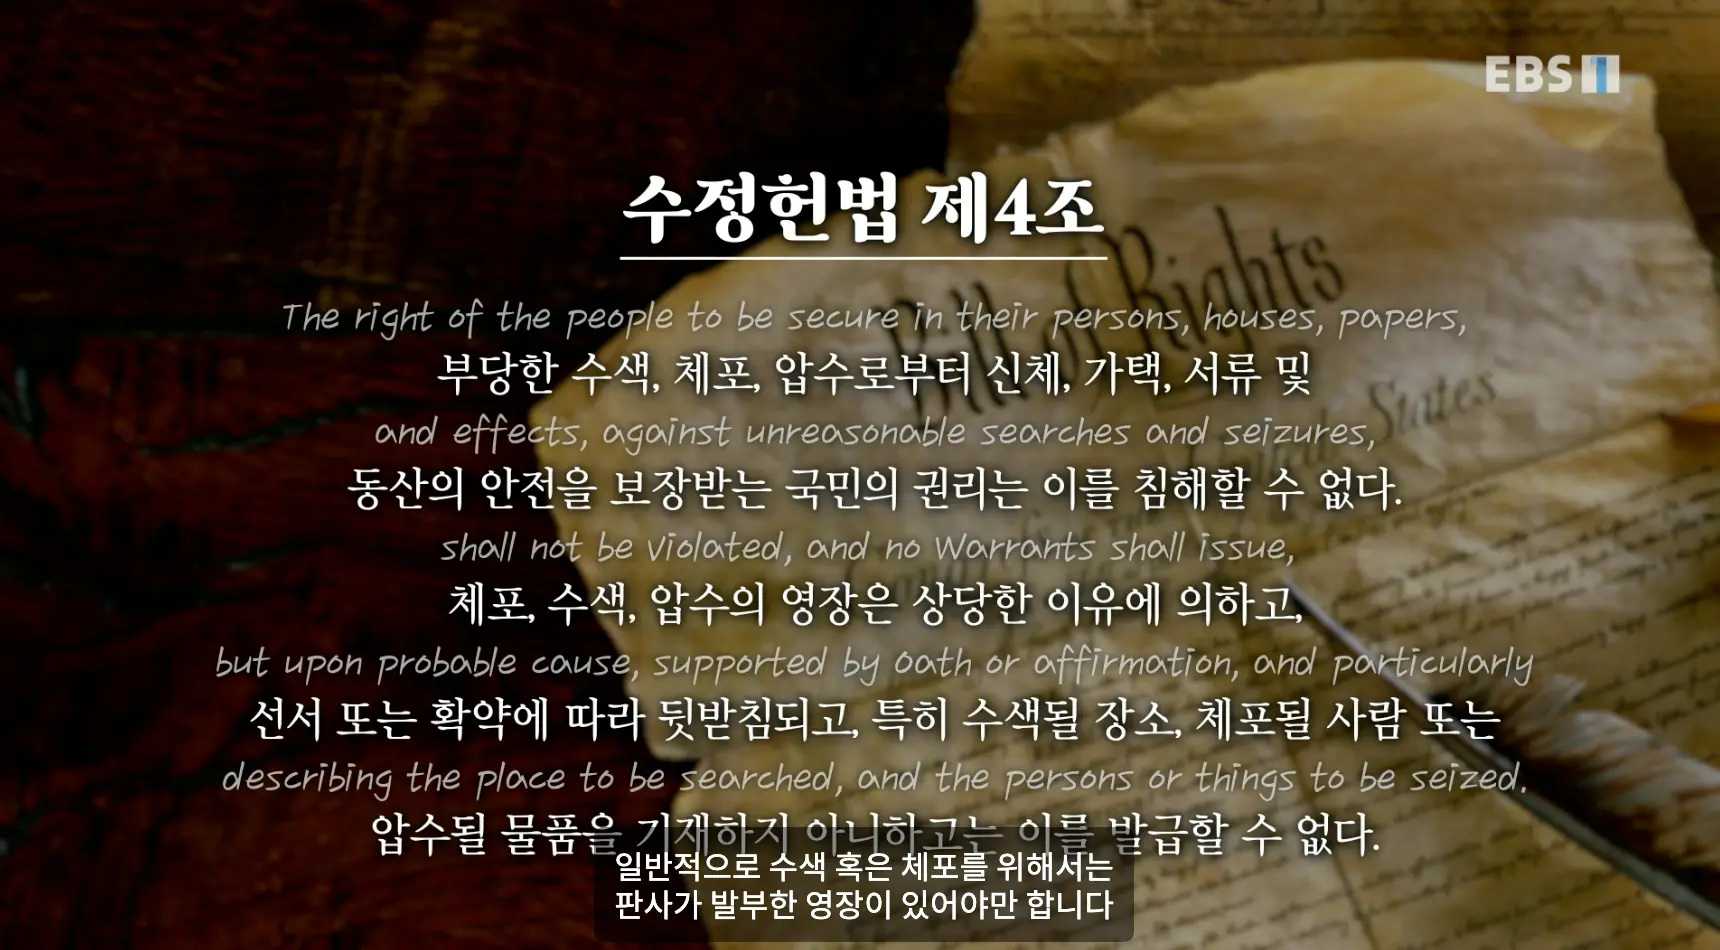 EBS 1
수정헌법 제4조
Bill of Rights
The right of the people to be secure in their persons, houses, papers,
부당한 수색, 체포, 압수로부터 신체, 가택, 서류 및
States
and effects, against unreasonable searches and seizures,
동산의 안전을 보장받는 국민의 권리는 이를 침해할 수 없다.
shall not be violated, and no Warrants shall issue,
체포, 수색, 압수의 영장은 상당한 이유에 의하고,
but upon probable cause, supported by Oath or affirmation, and particularly
선서 또는 확약에 따라 뒷받침되고, 특히 수색될 장소, 체포될 사람 또는
describing the place to be searched, and the persons or things to be seized.
압수될 물품을 기재하지 아니하고는 이를 발급할 수 없다.
일반적으로 수색 혹은 체포를 위해서는
판사가 발부한 영장이 있어야만 합니다